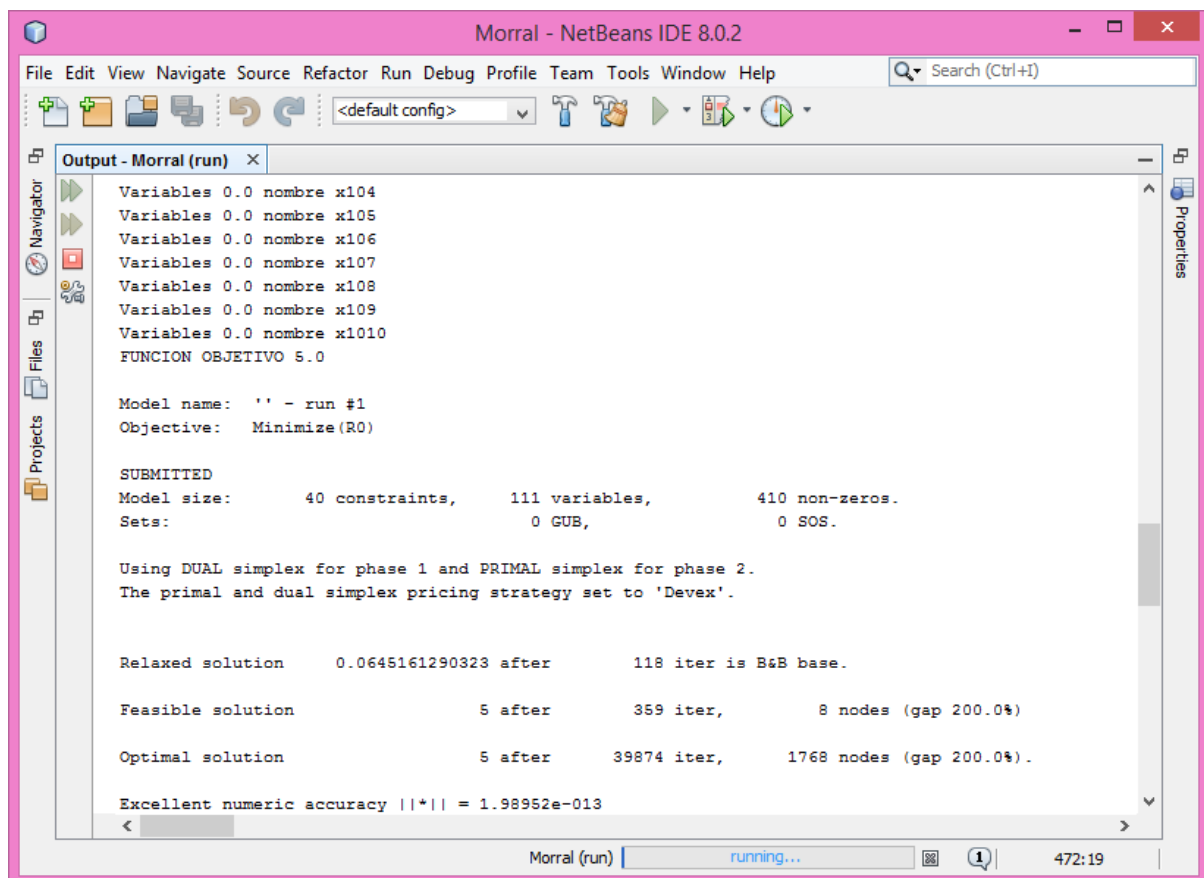 Morral - NetBeans IDE 8.0.2
File Edit View Navigate Source Refactor Run Debug Profile Team Tools Window Help
Search (Ctrl+I)
<default config>
Output - Morral (run)
Navigator
Files
Projects
Properties
Variables 0.0 nombre x104
Variables 0.0 nombre x105
Variables 0.0 nombre x106
Variables 0.0 nombre x107
Variables 0.0 nombre x108
Variables 0.0 nombre x109
Variables 0.0 nombre x1010
FUNCION OBJETIVO 5.0
Model name: '' - run #1
Objective: Minimize(R0)
SUBMITTED
Model size: 40 constraints, 111 variables, 410 non-zeros.
Sets: 0 GUB, 0 SOS.
Using DUAL simplex for phase 1 and PRIMAL simplex for phase 2.
The primal and dual simplex pricing strategy set to 'Devex'.
Relaxed solution 0.0645161290323 after 118 iter is B&B base.
Feasible solution 5 after 359 iter, 8 nodes (gap 200.0%)
Optimal solution 5 after 39874 iter, 1768 nodes (gap 200.0%).
Excellent numeric accuracy ||*|| = 1.98952e-013
Morral (run) running... 1 472:19